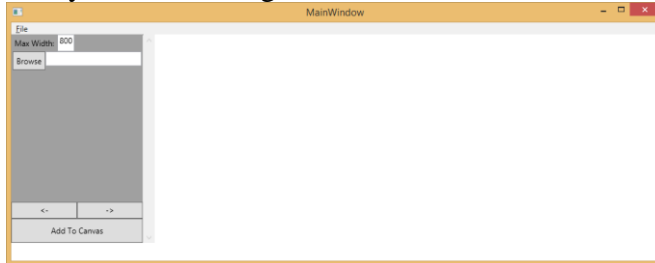 MainWindow
File
Max Width: 800
Browse
<- ->
Add To Canvas